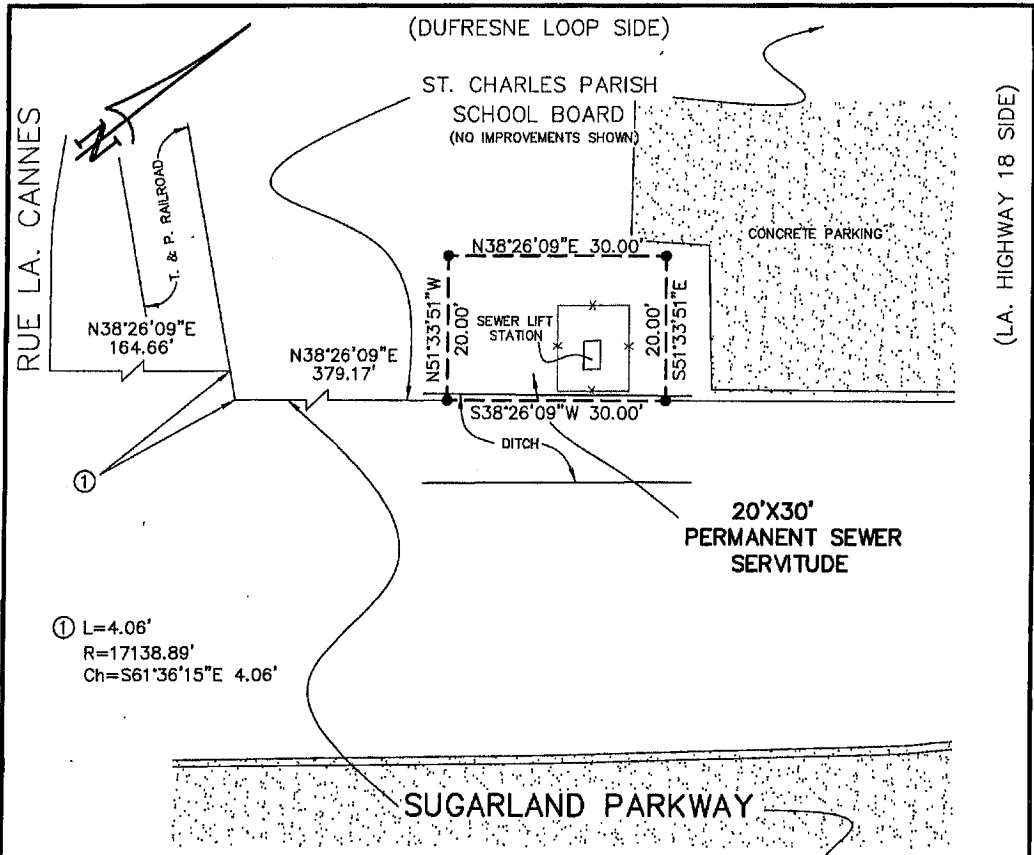 (DUFRESNE LOOP SIDE)
ST. CHARLES PARISH
SCHOOL BOARD
(NO IMPROVEMENTS SHOWN)
RUE LA. CANNES
N
T. & P. RAILROAD
(LA. HIGHWAY 18 SIDE)
CONCRETE PARKING
N38°26'09"E 30.00'
N51°33'51"W
20.00'
SEWER LIFT
STATION
20.00'
S51°33'51"E
N38°26'09"E
164.66'
N38°26'09"E
379.17'
S38°26'09"W 30.00'
DITCH
1
20'X30'
PERMANENT SEWER
SERVITUDE
1 L=4.06'
R=17138.89'
Ch=S61°36'15"E 4.06'
SUGARLAND PARKWAY